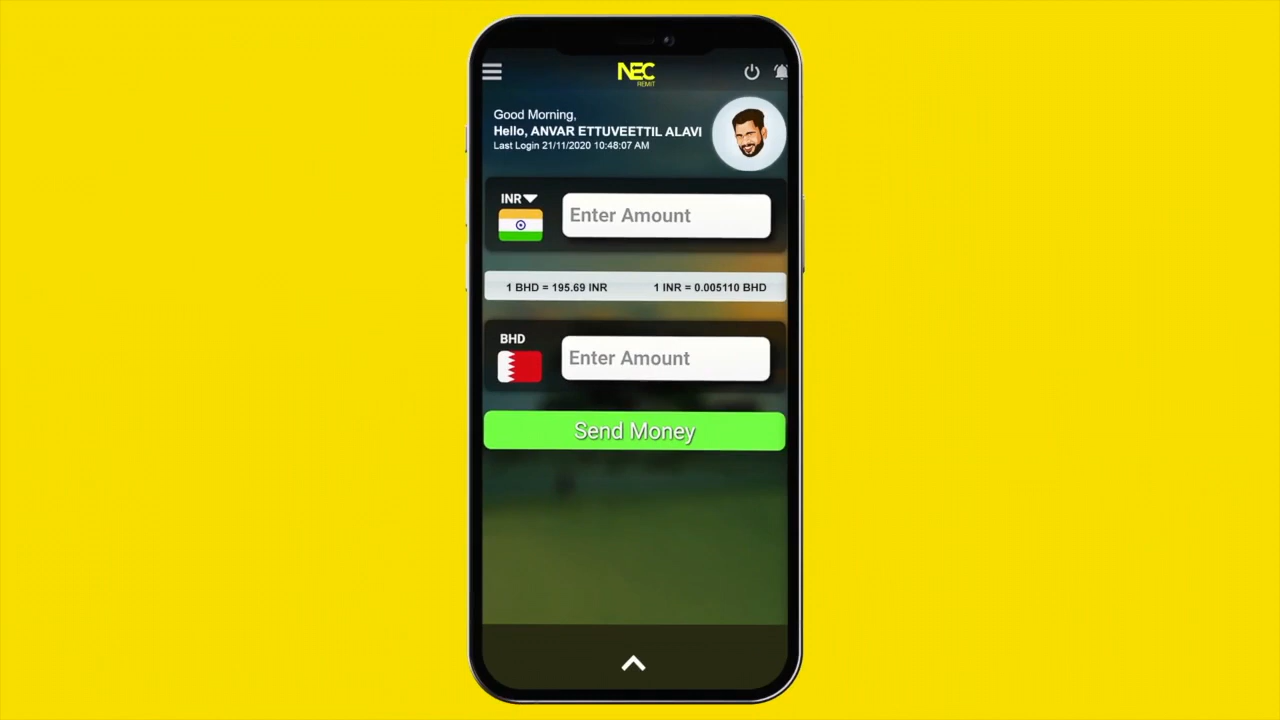 NEC
REMIT
Good Morning,
Hello, ANVAR ETTUVEETTIL ALAVI
Last Login 21/11/2020 10:48:07 AM
INR
Enter Amount
1 BHD = 195.69 INR 1 INR = 0.005110 BHD
BHD
Enter Amount
Send Money